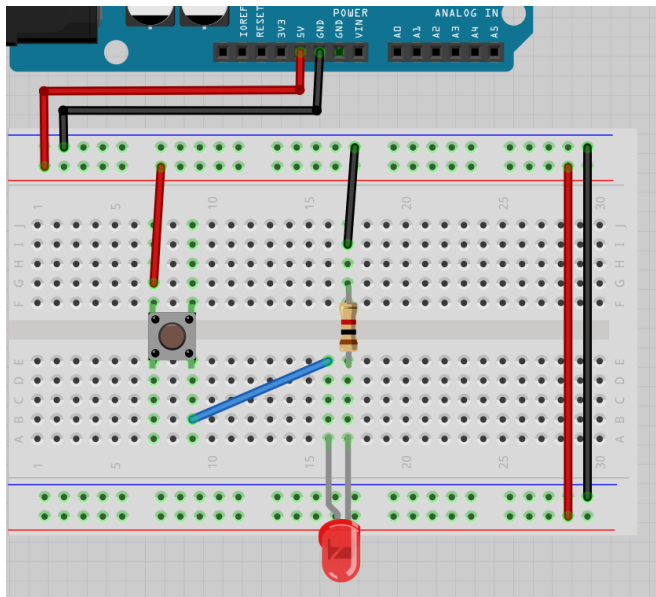 POWER
ANALOG IN
IOREF
RESET
3V3
5V
GND
GND
VIN
A0
A1
A2
A3
A4
A5
1
5
10
15
20
25
30
J
J
I
I
H
H
G
G
F
F
E
E
D
D
C
C
B
B
A
A
1
5
10
15
20
25
30